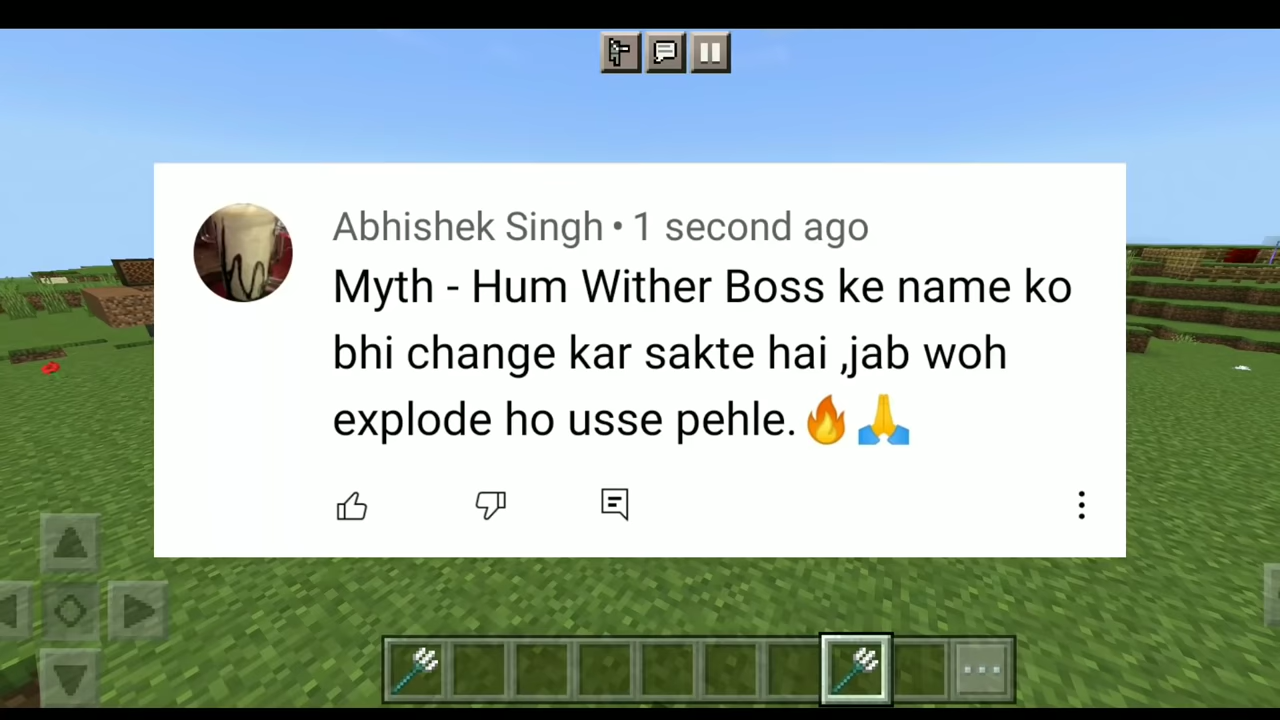 Abhishek Singh • 1 second ago
Myth - Hum Wither Boss ke name ko
bhi change kar sakte hai ,jab woh
explode ho usse pehle.🔥🙏